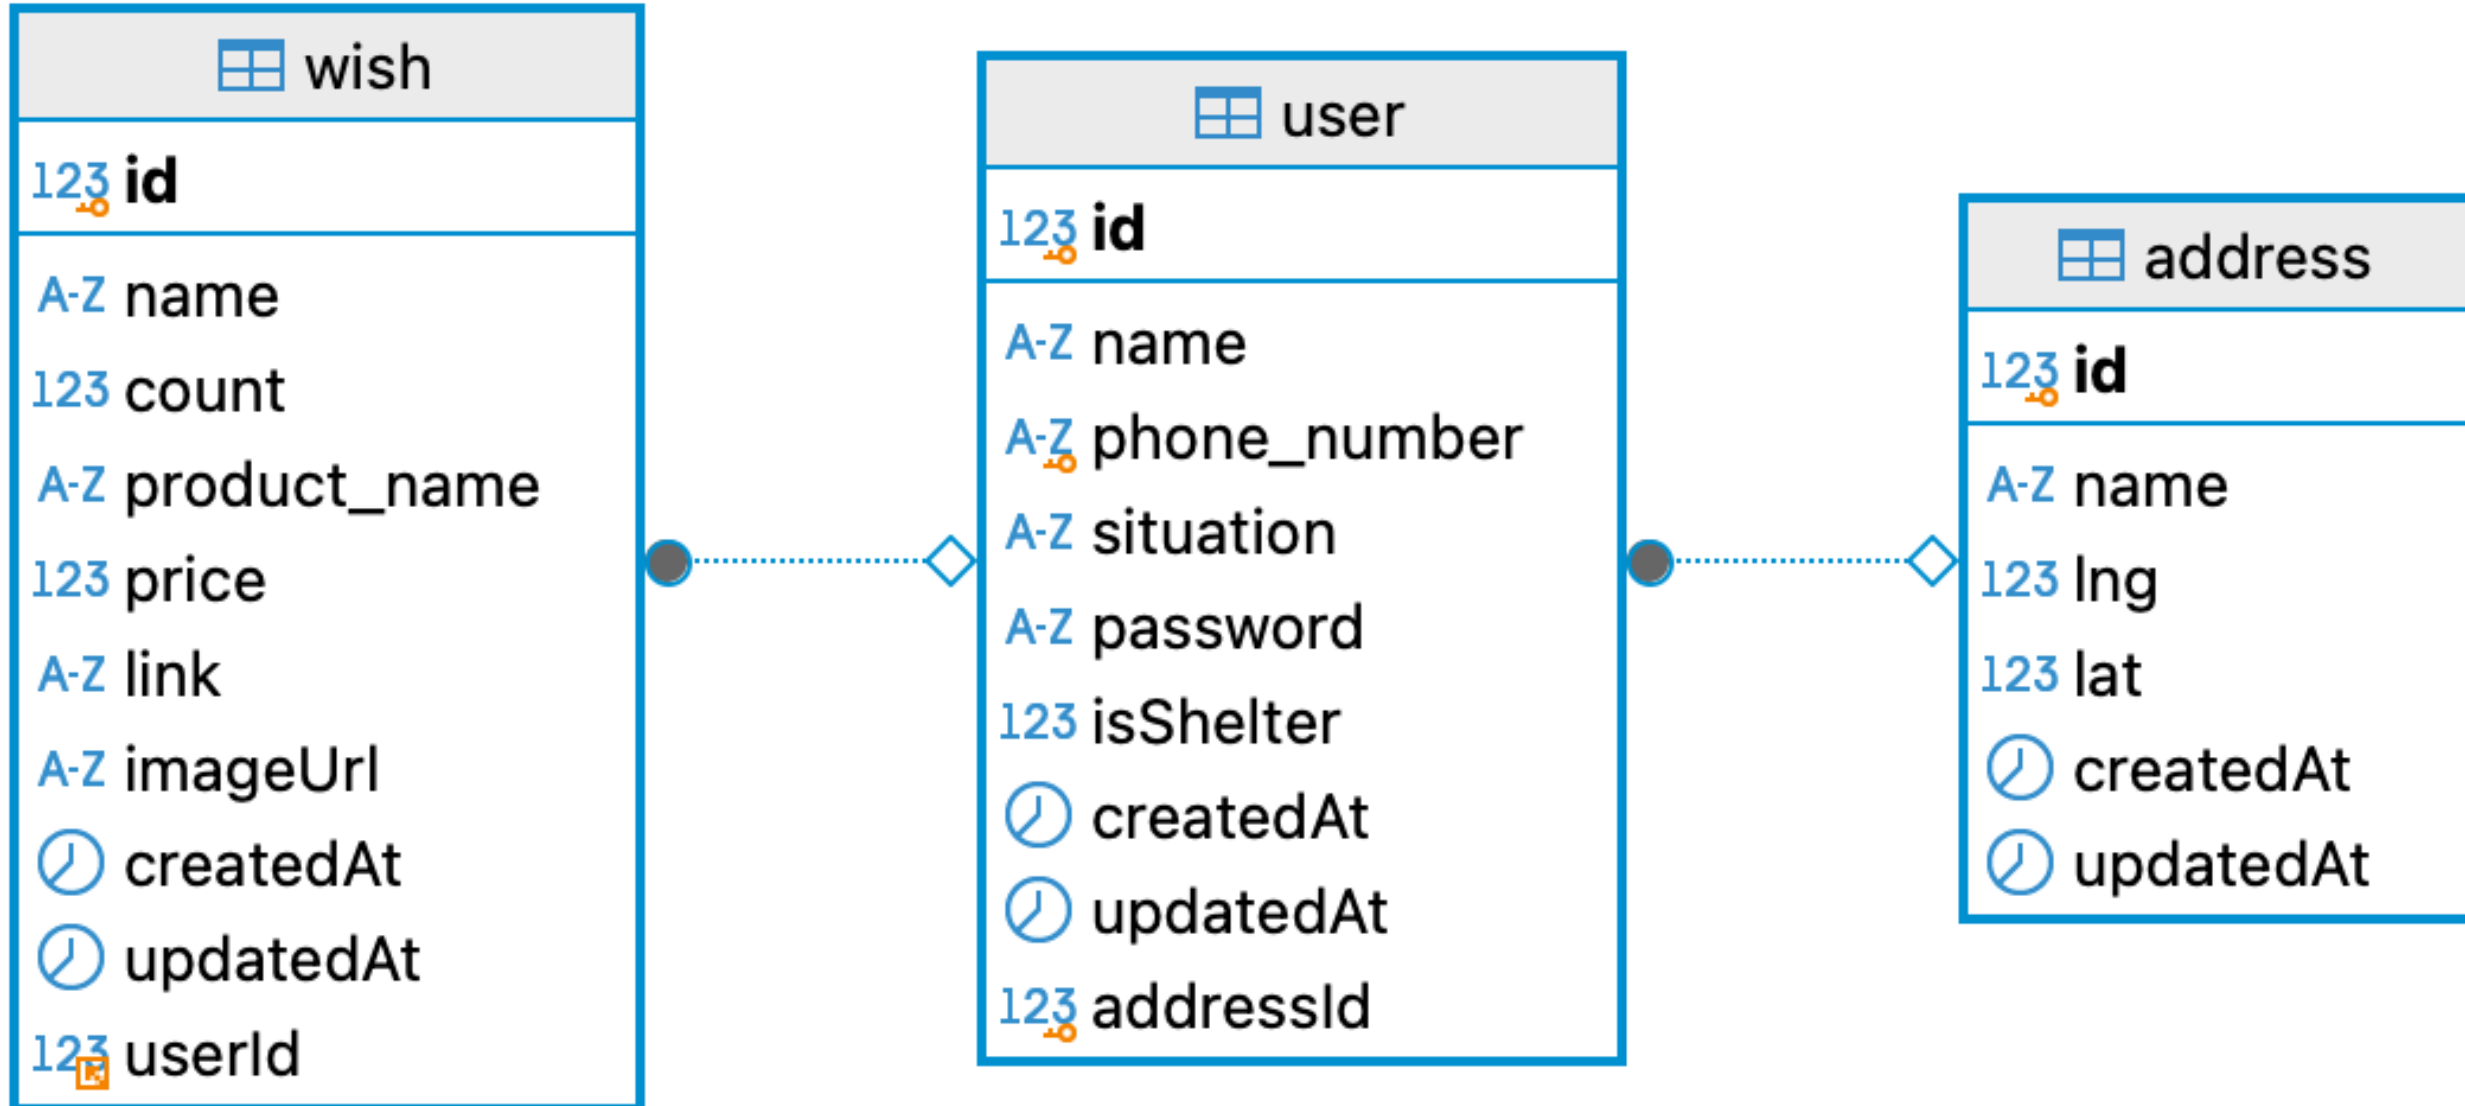 wish
123 id
A-Z name
123 count
A-Z product_name
123 price
A-Z link
A-Z imageUrl
createdAt
updatedAt
123 userId
user
123 id
A-Z name
A-Z phone_number
A-Z situation
A-Z password
123 isShelter
createdAt
updatedAt
123 addressId
address
123 id
A-Z name
123 lng
123 lat
createdAt
updatedAt